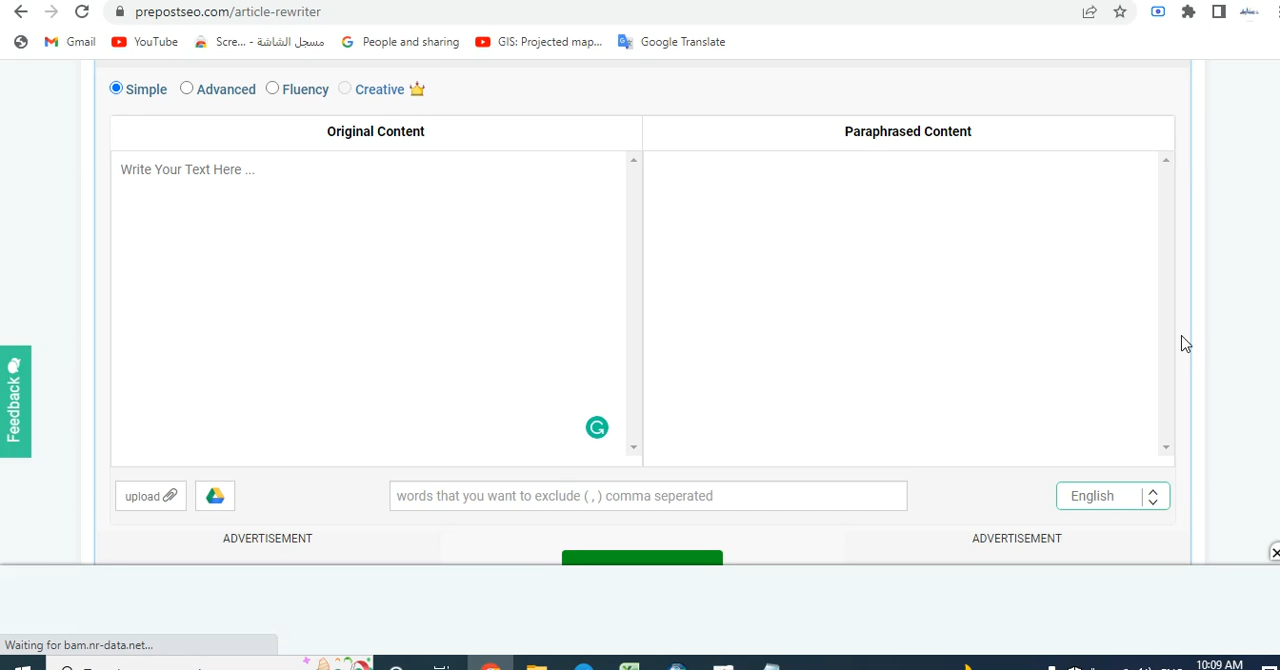 prepostseo.com/article-rewriter
Gmail YouTube Scre... - مسجل الشاشة People and sharing GIS: Projected map... Google Translate
Simple Advanced Fluency Creative
Original Content Paraphrased Content
Write Your Text Here ...
Feedback
upload words that you want to exclude ( , ) comma seperated English
ADVERTISEMENT ADVERTISEMENT
Waiting for bam.nr-data.net...
10:09 AM